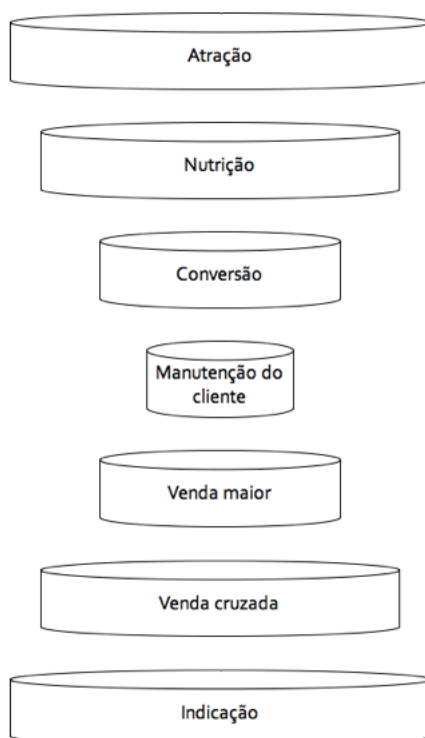 Atração
Nutrição
Conversão
Manutenção do
cliente
Venda maior
Venda cruzada
Indicação